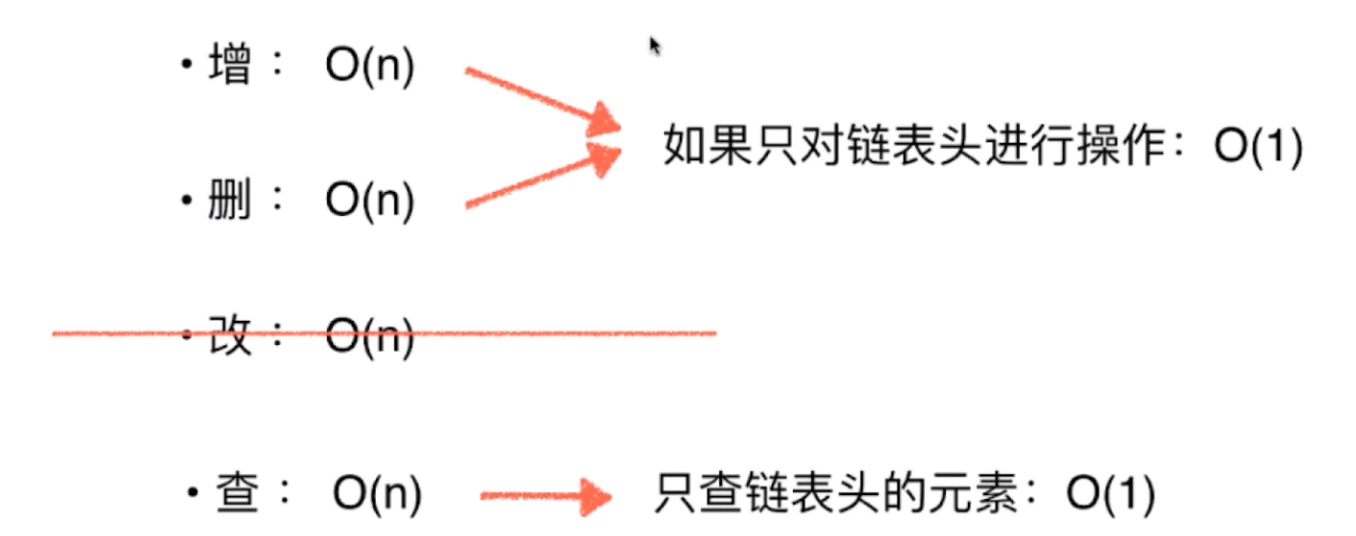 • 增： O(n)
如果只对链表头进行操作：O(1)
• 删： O(n)
• 改： O(n)
• 查： O(n) 只查链表头的元素：O(1)